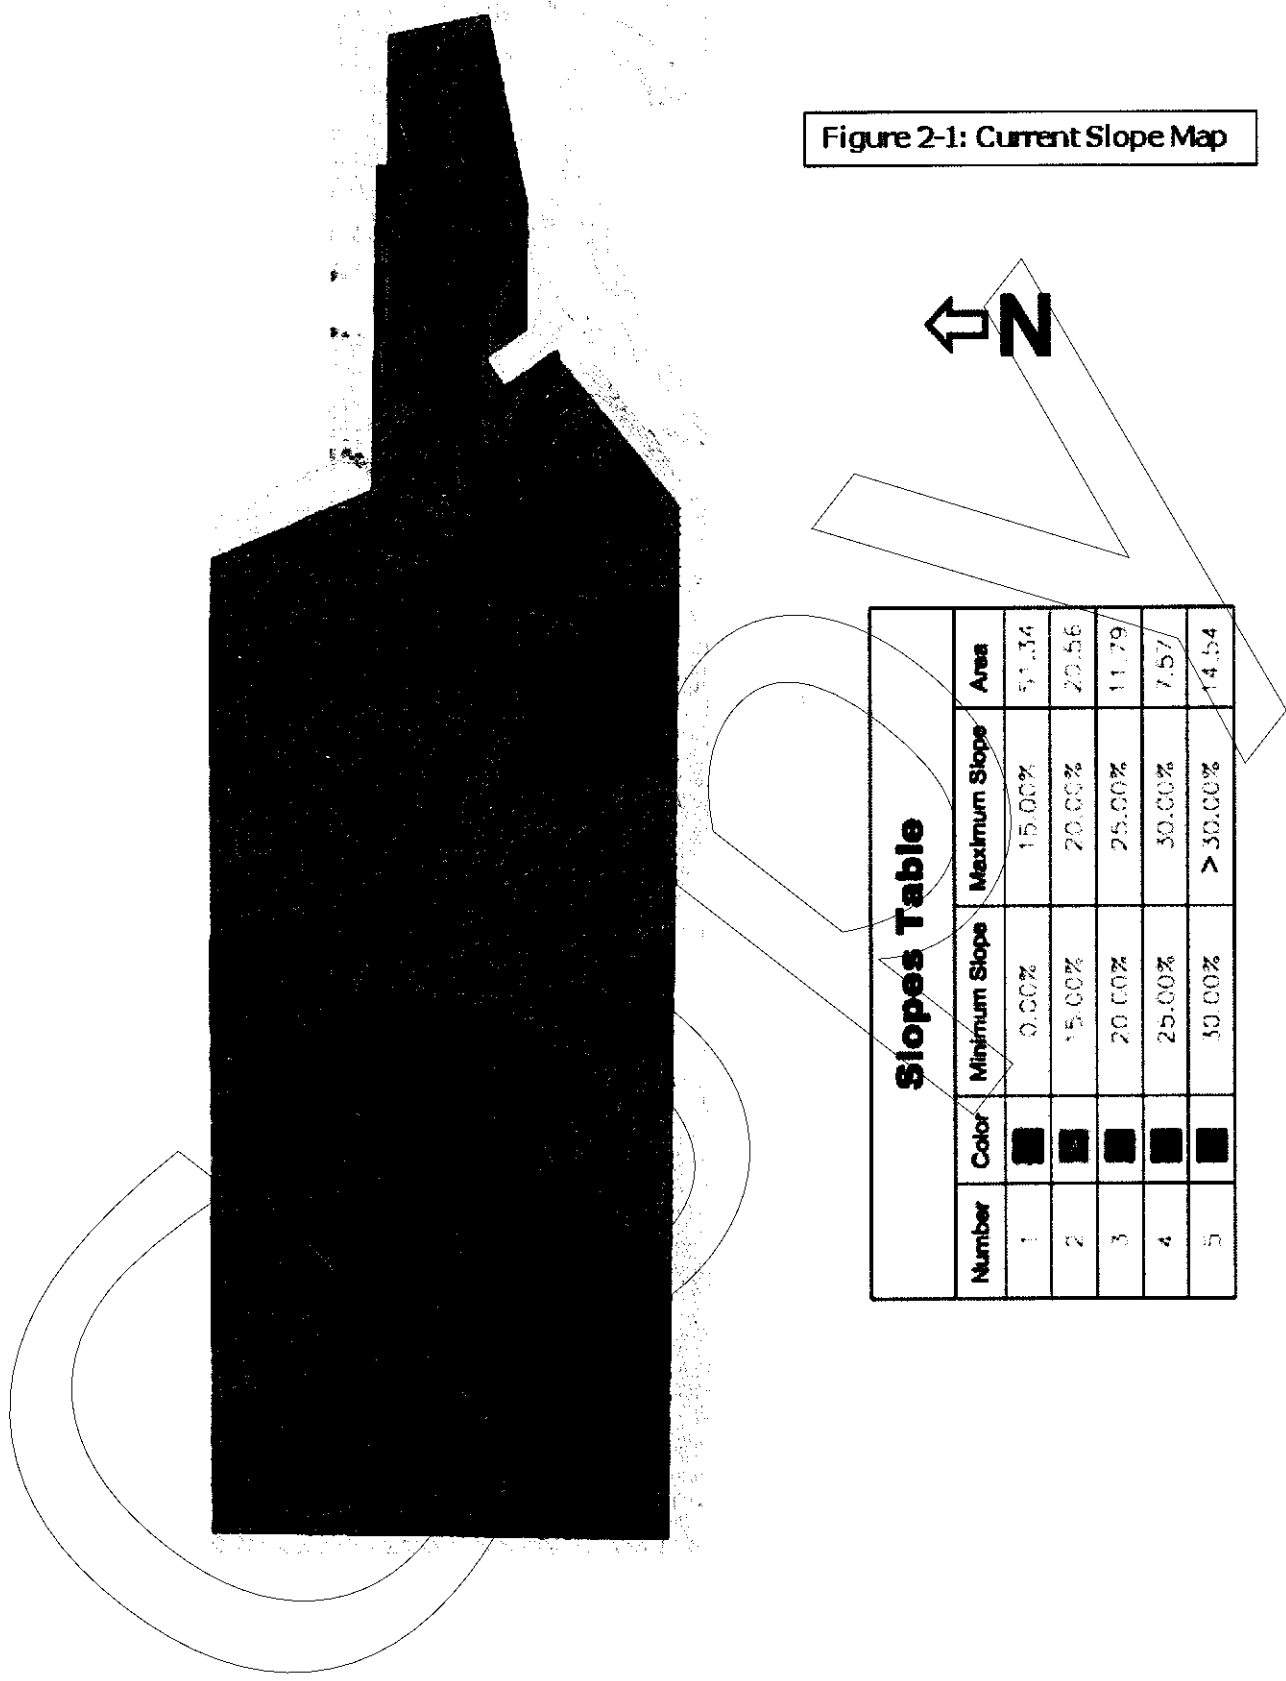 Figure 2-1: Current Slope Map
N
Slopes Table
Number Color Minimum Slope Maximum Slope Area
1 0.00% 15.00% 51.34
2 15.00% 20.00% 20.56
3 20.00% 25.00% 11.79
4 25.00% 30.00%
5 30.00% > 30.00% 14.54
COPY